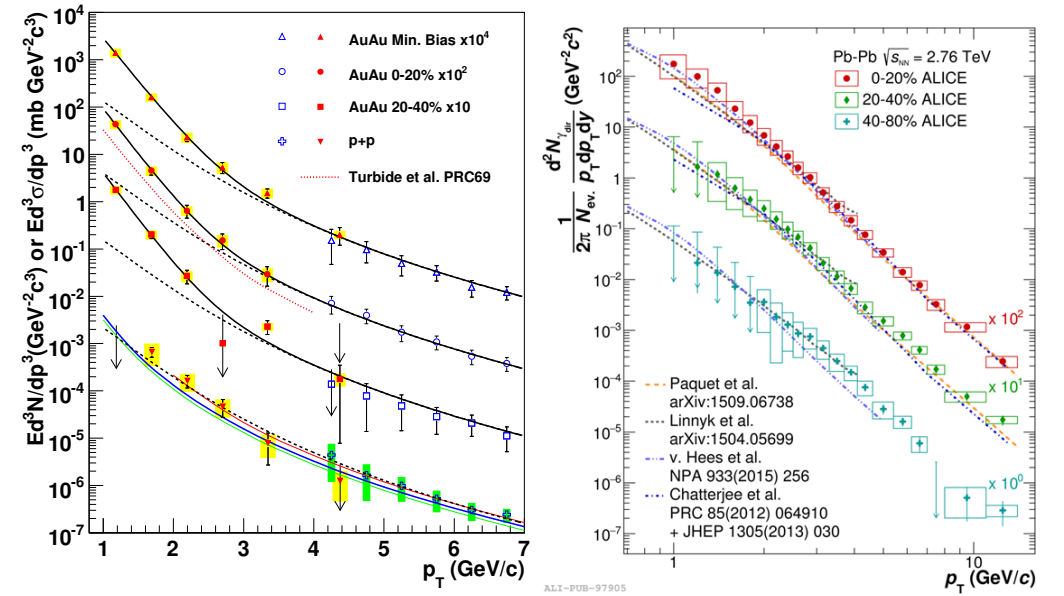 Ed³N/dp³(GeV⁻²c³) or Ed³σ/dp³ (mb GeV⁻²c³)
10⁴
10³
10²
10
1
10⁻¹
10⁻²
10⁻³
10⁻⁴
10⁻⁵
10⁻⁶
10⁻⁷
AuAu Min. Bias x10⁴
AuAu 0-20% x10²
AuAu 20-40% x10
p+p
Turbide et al. PRC69
1 2 3 4 5 6 7
p_T (GeV/c)
1/2π 1/N_ev. d²N_γdir/p_T dp_T dy (GeV⁻²c²)
10²
10
1
10⁻¹
10⁻²
10⁻³
10⁻⁴
10⁻⁵
10⁻⁶
10⁻⁷
Pb-Pb √s_NN = 2.76 TeV
0-20% ALICE
20-40% ALICE
40-80% ALICE
x 10²
x 10¹
x 10⁰
Paquet et al.
arXiv:1509.06738
Linnyk et al.
arXiv:1504.05699
v. Hees et al.
NPA 933(2015) 256
Chatterjee et al.
PRC 85(2012) 064910
+ JHEP 1305(2013) 030
1 10
p_T (GeV/c)
ALI-PUB-97905